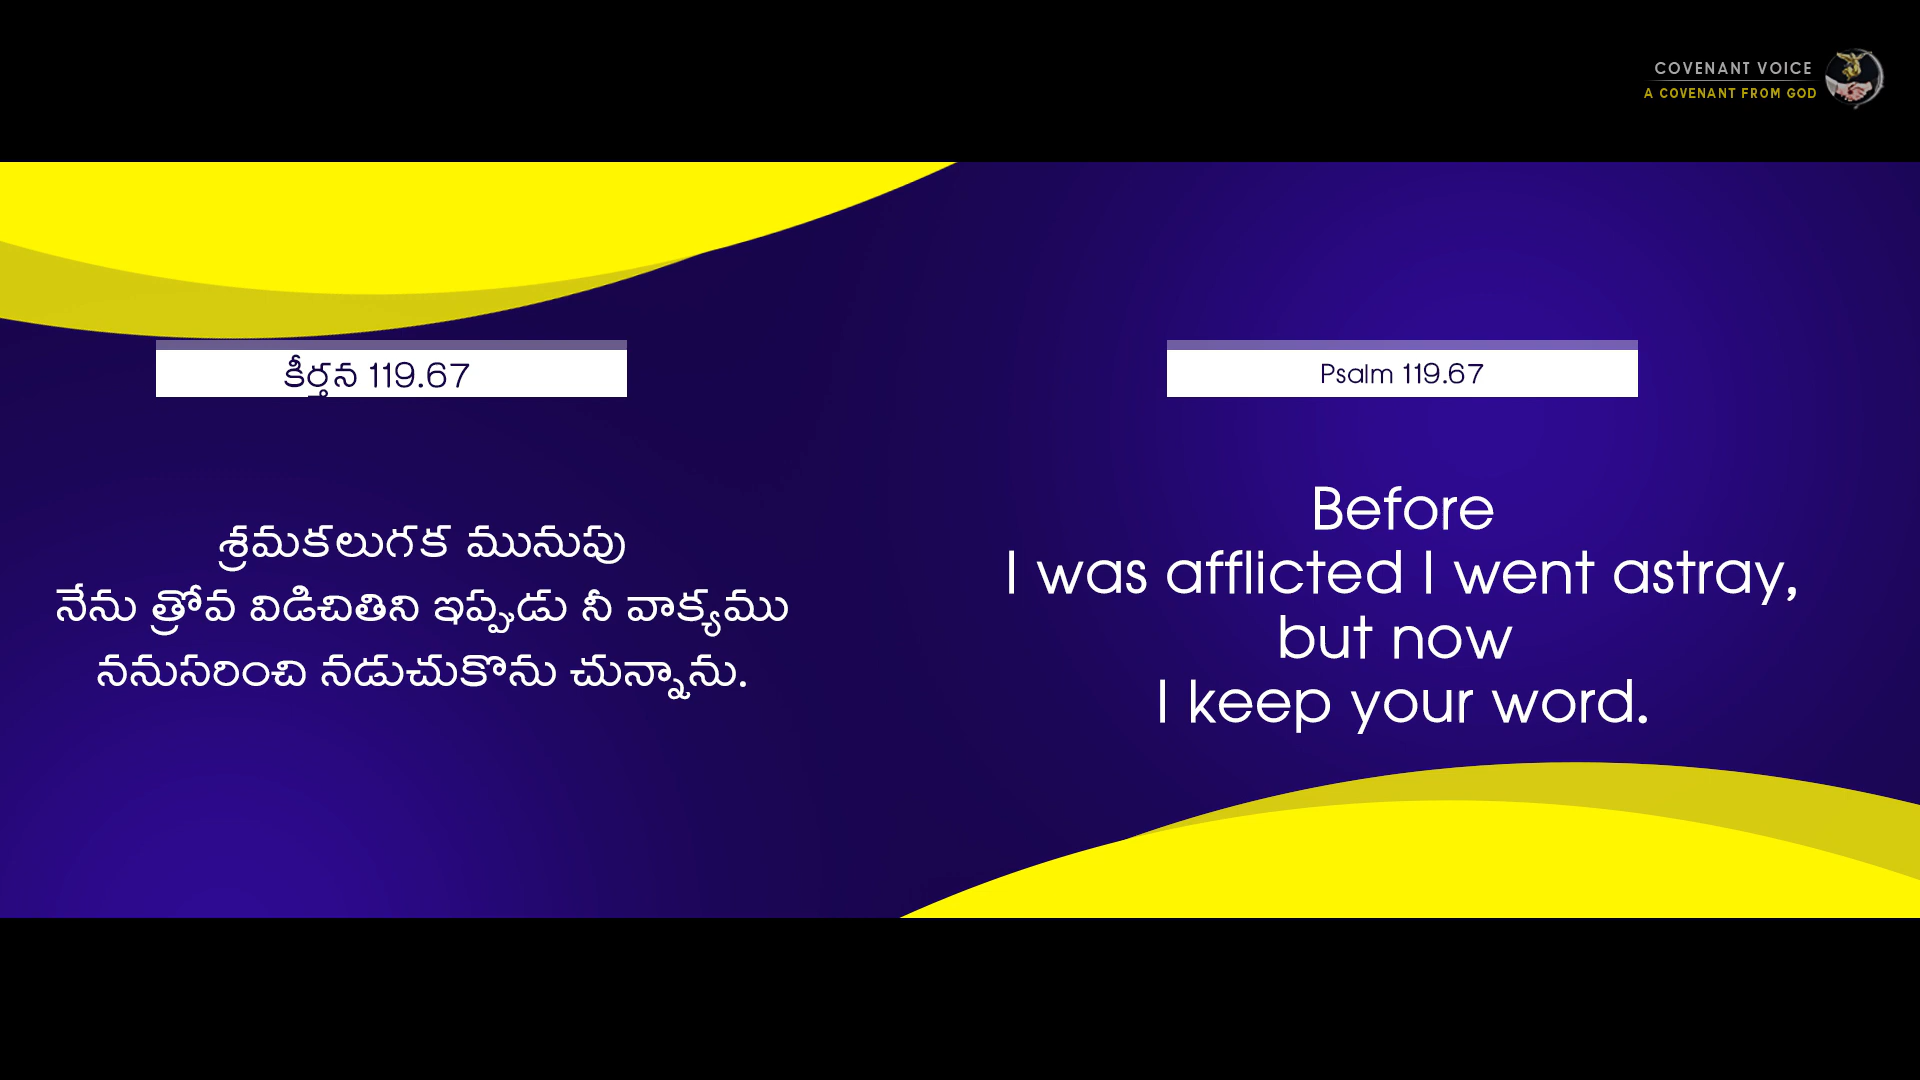 COVENANT VOICE
A COVENANT FROM GOD
కీర్తన 119.67
శ్రమకలుగక మునుపు
నేను త్రోవ విడిచితిని ఇప్పుడు నీ వాక్యము
ననుసరించి నడుచుకొను చున్నాను.
Psalm 119.67
Before
I was afflicted I went astray,
but now
I keep your word.